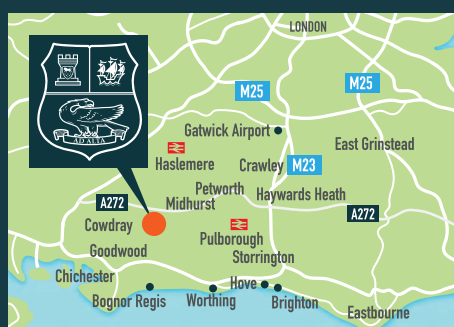 LONDON
M25
M25
Gatwick Airport
East Grinstead
Haslemere
Crawley
M23
Petworth
Haywards Heath
Midhurst
A272
A272
Cowdray
Pulborough
Goodwood
Storrington
Chichester
Hove
Bognor Regis
Worthing
Brighton
Eastbourne
AD ALTA